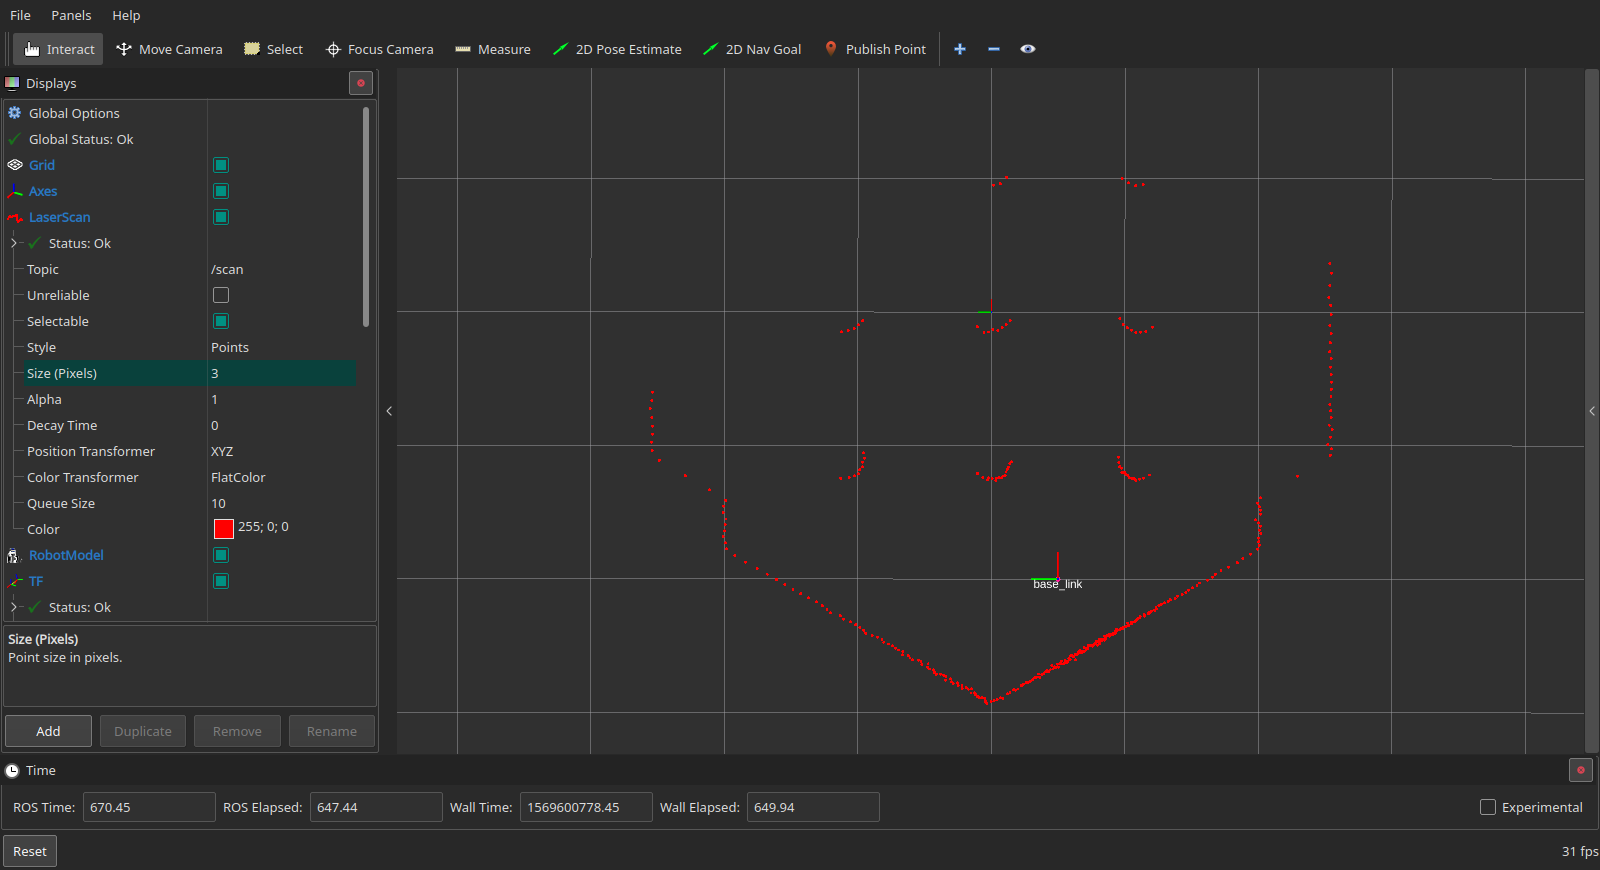 File Panels Help
Interact Move Camera Select Focus Camera Measure 2D Pose Estimate 2D Nav Goal Publish Point
Displays
Global Options
Global Status: Ok
Grid
Axes
LaserScan
Status: Ok
Topic /scan
Unreliable
Selectable
Style Points
Size (Pixels) 3
Alpha 1
Decay Time 0
Position Transformer XYZ
Color Transformer FlatColor
Queue Size 10
Color 255; 0; 0
RobotModel
TF
Status: Ok
Size (Pixels)
Point size in pixels.
Add Duplicate Remove Rename
base_link
Time
ROS Time: 670.45 ROS Elapsed: 647.44 Wall Time: 1569600778.45 Wall Elapsed: 649.94 Experimental
Reset 31 fps